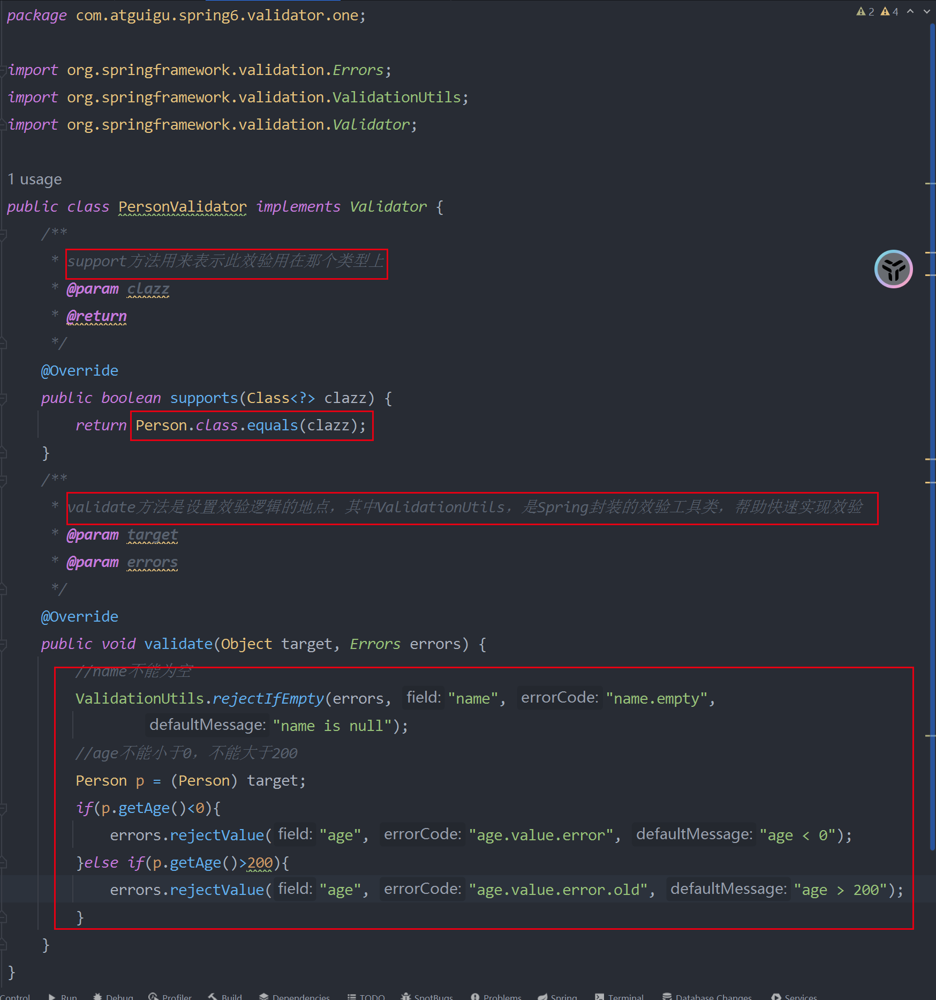 package com.atguigu.spring6.validator.one;
2 4
import org.springframework.validation.Errors;
import org.springframework.validation.ValidationUtils;
import org.springframework.validation.Validator;
1 usage
public class PersonValidator implements Validator {
/**
* support方法用来表示此效验用在那个类型上
* @param clazz
* @return
*/
@Override
public boolean supports(Class<?> clazz) {
return Person.class.equals(clazz);
}
/**
* validate方法是设置效验逻辑的地点，其中ValidationUtils，是Spring封装的效验工具类，帮助快速实现效验
* @param target
* @param errors
*/
@Override
public void validate(Object target, Errors errors) {
//name不能为空
ValidationUtils.rejectIfEmpty(errors, field: "name", errorCode: "name.empty",
defaultMessage: "name is null");
//age不能小于0，不能大于200
Person p = (Person) target;
if(p.getAge()<0){
errors.rejectValue( field: "age", errorCode: "age.value.error", defaultMessage: "age < 0");
}else if(p.getAge()>200){
errors.rejectValue( field: "age", errorCode: "age.value.error.old", defaultMessage: "age > 200");
}
}
}
Control Run Debug Profiler Build Dependencies TODO SpotBugs Problems Spring Terminal Database Changes Services